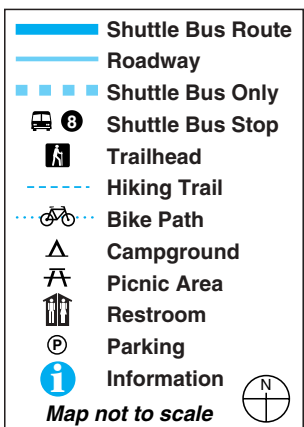 Shuttle Bus Route
Roadway
Shuttle Bus Only
8 Shuttle Bus Stop
Trailhead
Hiking Trail
Bike Path
Campground
Picnic Area
Restroom
P Parking
i Information
N
Map not to scale